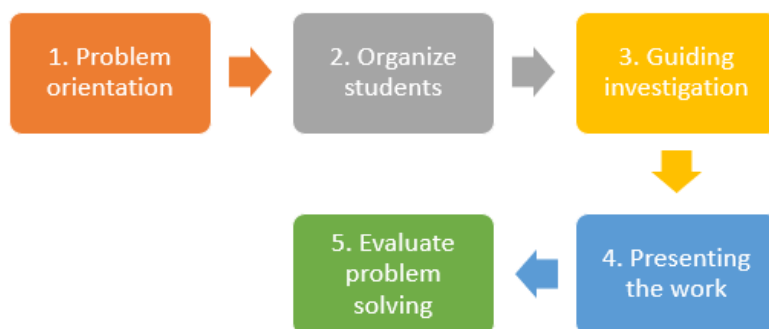 1. Problem
orientation
2. Organize
students
3. Guiding
investigation
4. Presenting
the work
5. Evaluate
problem
solving